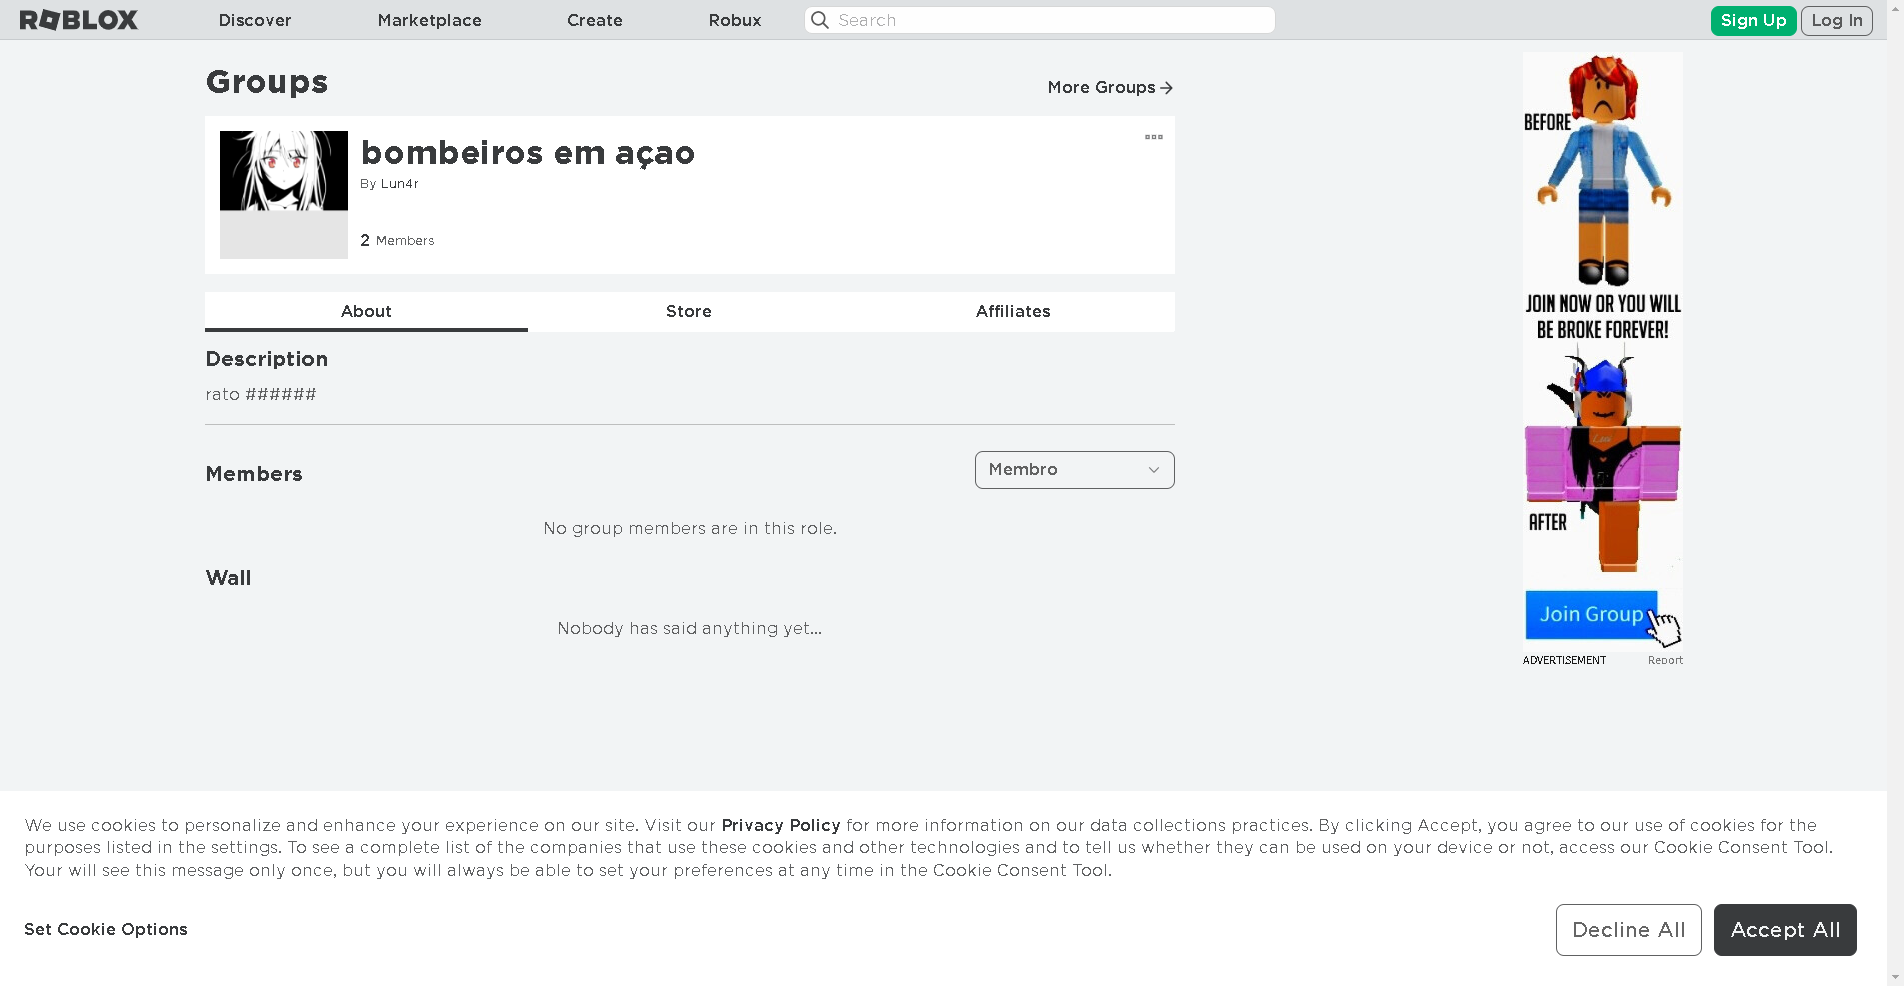 ROBLOX
Discover
Marketplace
Create
Robux
Search
Sign Up
Log In
Groups
More Groups
bombeiros em açao
By Lun4r
2 Members
About
Store
Affiliates
Description
rato ######
Members
Membro
No group members are in this role.
Wall
Nobody has said anything yet...
BEFORE
JOIN NOW OR YOU WILL
BE BROKE FOREVER!
AFTER
Join Group
ADVERTISEMENT
Report
We use cookies to personalize and enhance your experience on our site. Visit our Privacy Policy for more information on our data collections practices. By clicking Accept, you agree to our use of cookies for the
purposes listed in the settings. To see a complete list of the companies that use these cookies and other technologies and to tell us whether they can be used on your device or not, access our Cookie Consent Tool.
Your will see this message only once, but you will always be able to set your preferences at any time in the Cookie Consent Tool.
Set Cookie Options
Decline All
Accept All